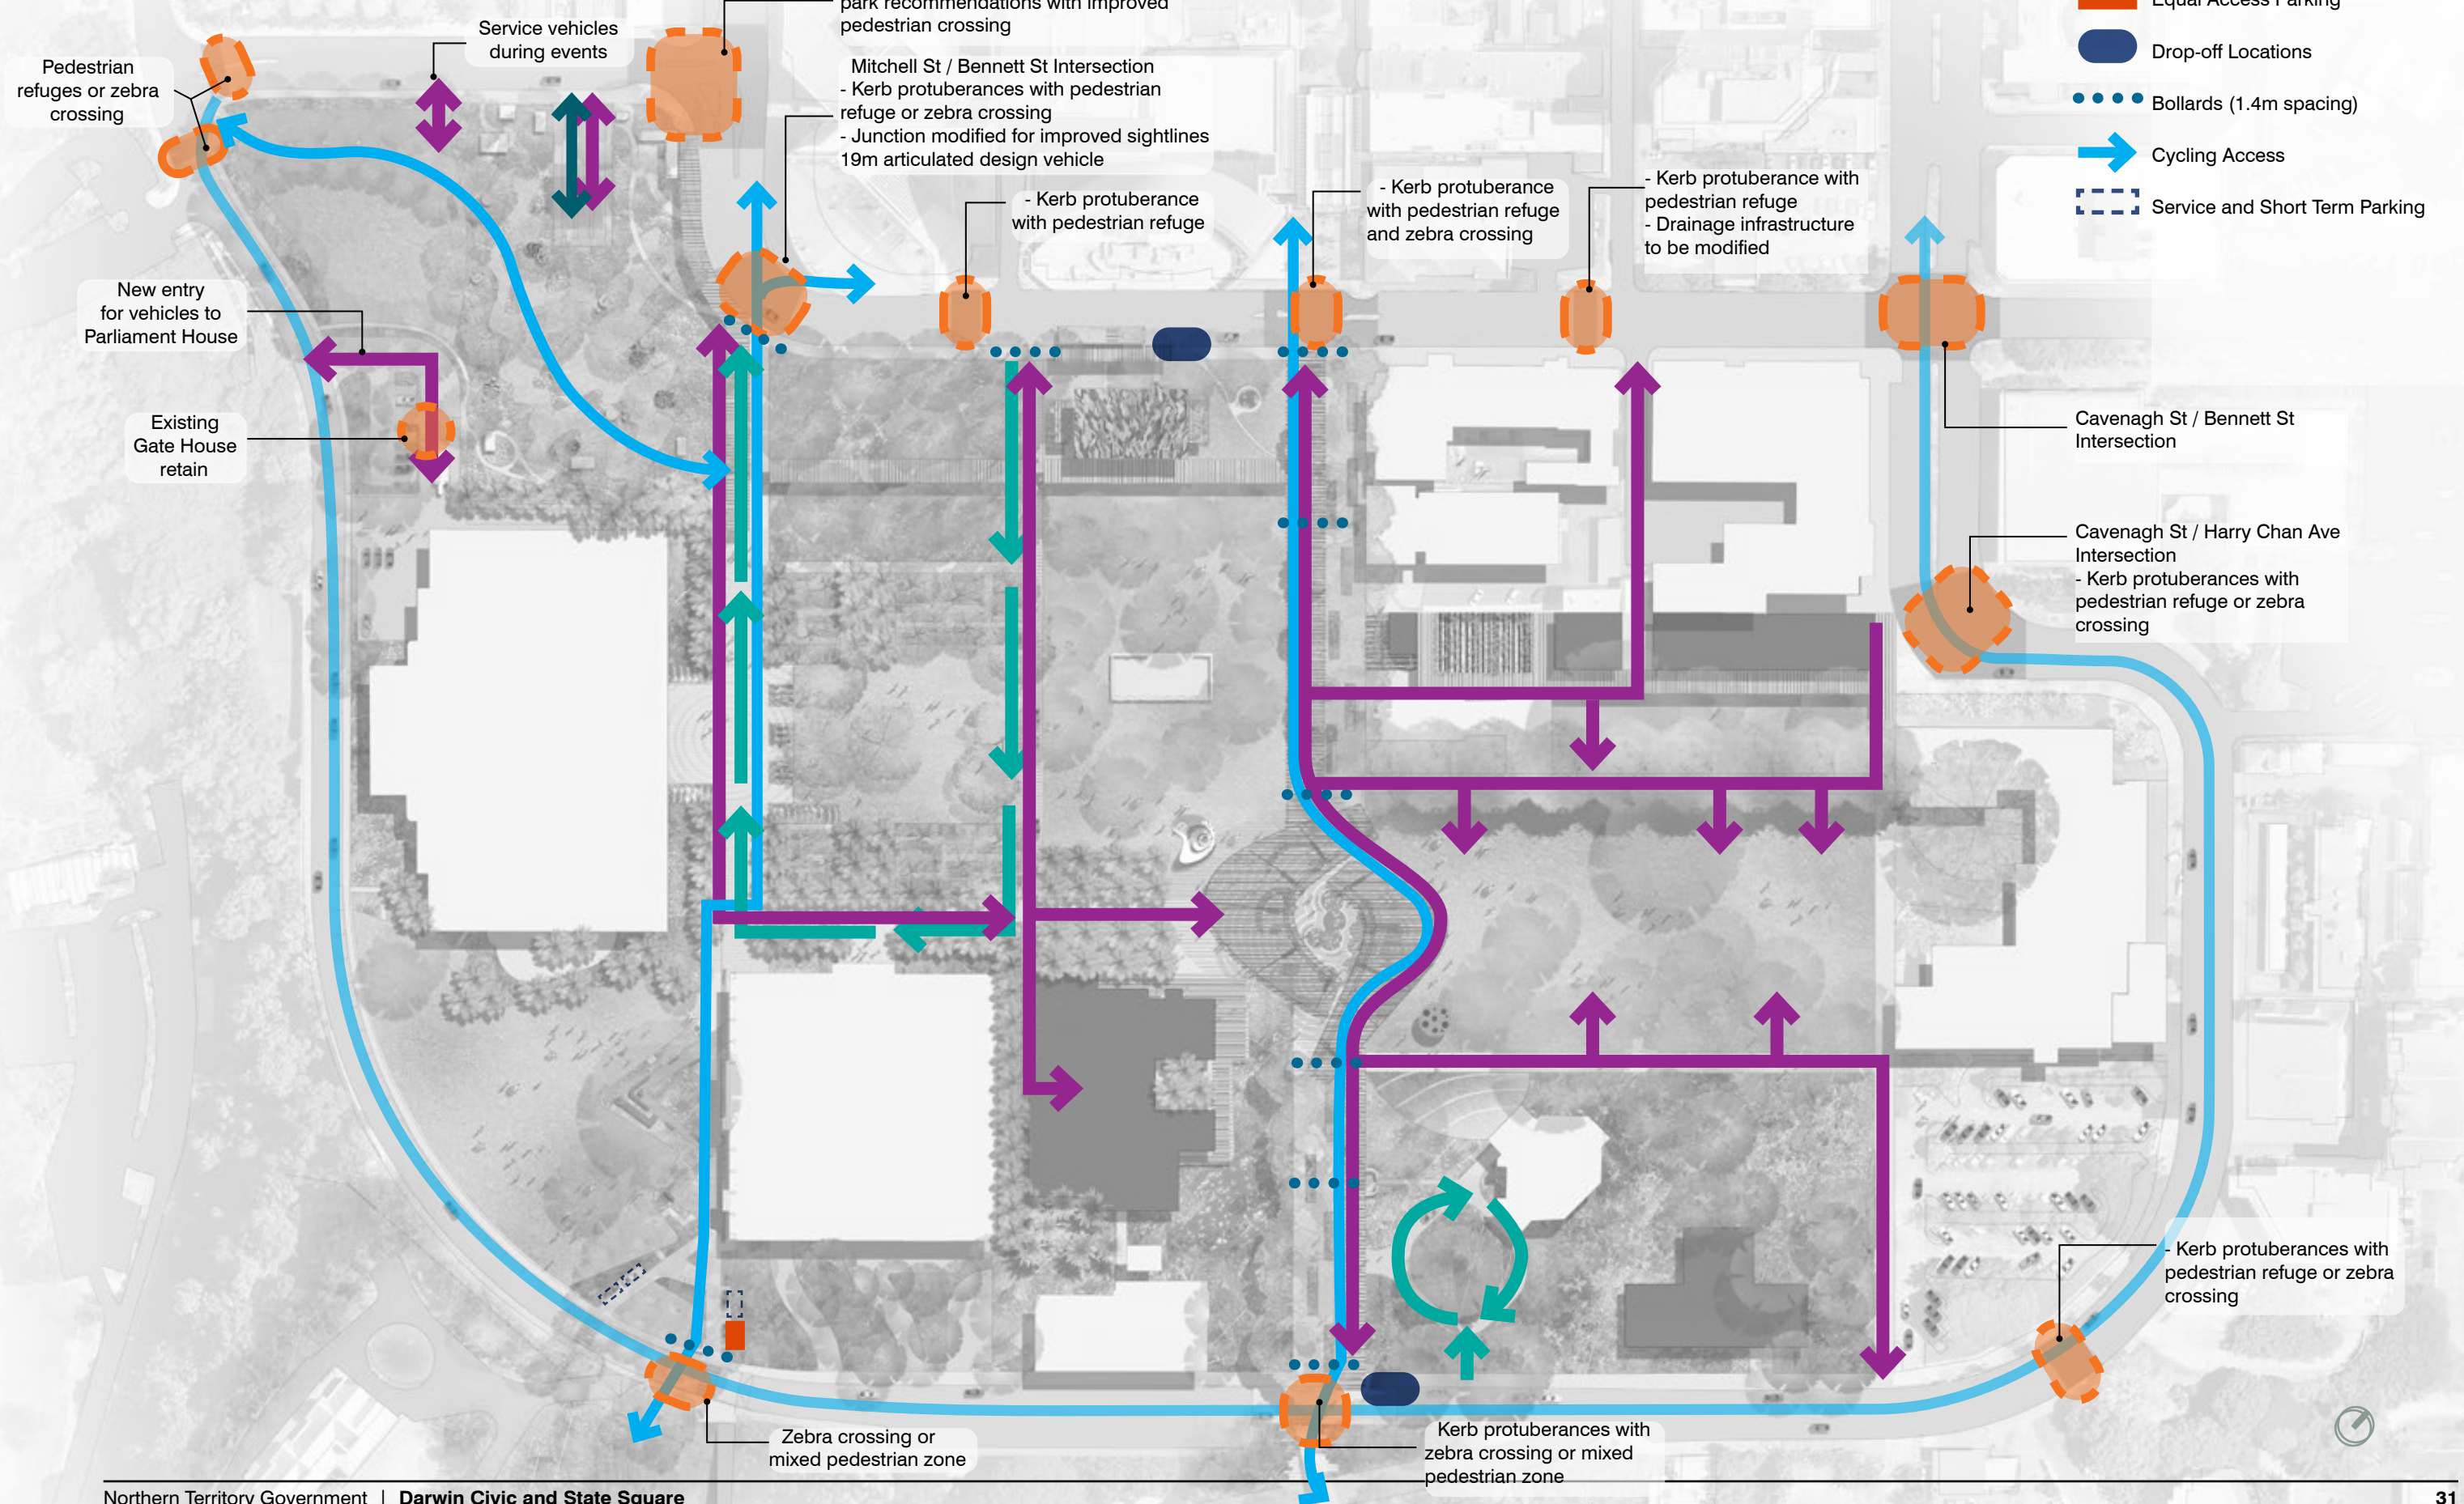 park recommendations with improved
pedestrian crossing
Equal Access Parking
Drop-off Locations
Bollards (1.4m spacing)
Cycling Access
Service and Short Term Parking
Service vehicles
during events
Pedestrian
refuges or zebra
crossing
Mitchell St / Bennett St Intersection
- Kerb protuberances with pedestrian
refuge or zebra crossing
- Junction modified for improved sightlines
19m articulated design vehicle
- Kerb protuberance
with pedestrian refuge
- Kerb protuberance
with pedestrian refuge
and zebra crossing
- Kerb protuberance with
pedestrian refuge
- Drainage infrastructure
to be modified
New entry
for vehicles to
Parliament House
Existing
Gate House
retain
Cavenagh St / Bennett St
Intersection
Cavenagh St / Harry Chan Ave
Intersection
- Kerb protuberances with
pedestrian refuge or zebra
crossing
- Kerb protuberances with
pedestrian refuge or zebra
crossing
Zebra crossing or
mixed pedestrian zone
Kerb protuberances with
zebra crossing or mixed
pedestrian zone
Northern Territory Government | Darwin Civic and State Square
31